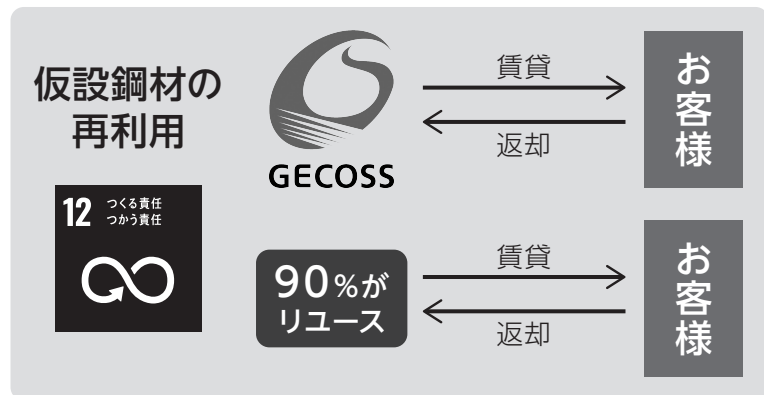 仮設鋼材の
再利用
12 つくる責任
つかう責任
GECOSS
賃貸
返却
お客様
90%が
リユース
賃貸
返却
お客様